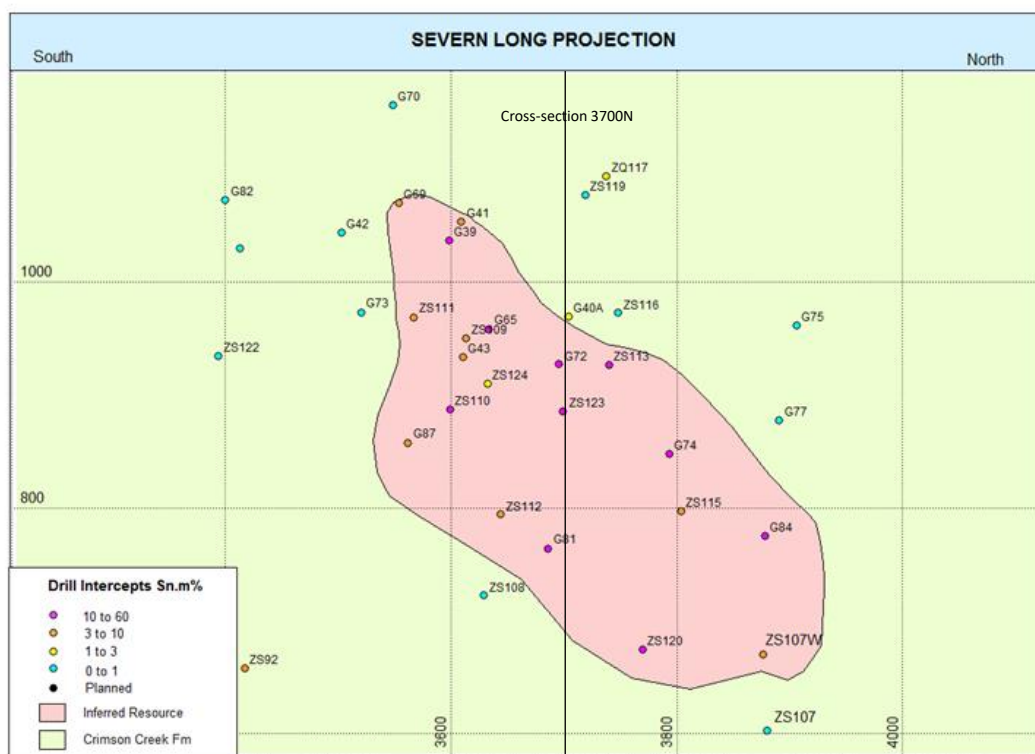 SEVERN LONG PROJECTION
South
North
G70
Cross-section 3700N
ZQ117
ZS119
G82
G69
G41
G42
G39
1000
G73
ZS111
G65
G40A
ZS116
G75
ZS109
G43
ZS122
G72
ZS113
ZS124
ZS110
ZS123
G77
G87
G74
800
ZS112
ZS115
G81
G84
Drill Intercepts Sn.m%
10 to 60
3 to 10
1 to 3
0 to 1
Planned
Inferred Resource
Crimson Creek Fm
ZS108
ZS120
ZS107W
ZS92
ZS107
3600
3800
4000